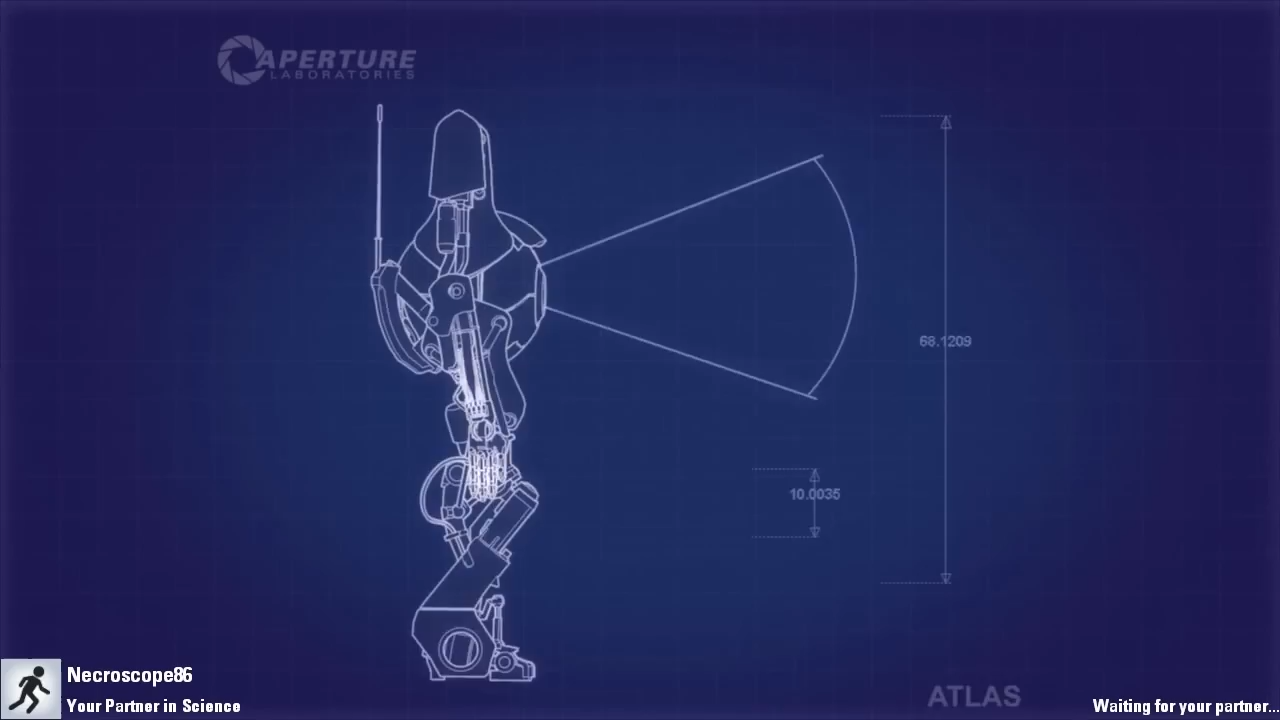 APERTURE
LABORATORIES
68.1209
10.0035
Necroscope86
Your Partner in Science
ATLAS
Waiting for your partner...